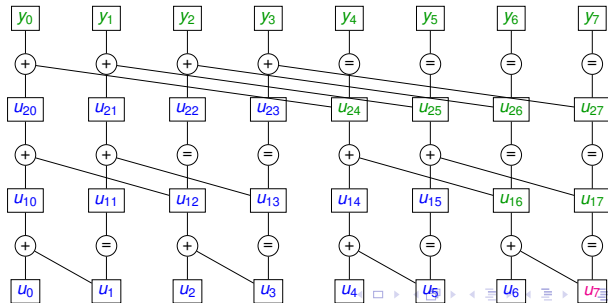 y0 y1 y2 y3 y4 y5 y6 y7
+ + + + = = = =
u20 u21 u22 u23 u24 u25 u26 u27
+ + = = + + = =
u10 u11 u12 u13 u14 u15 u16 u17
+ = + = + = + =
u0 u1 u2 u3 u4 u5 u6 u7